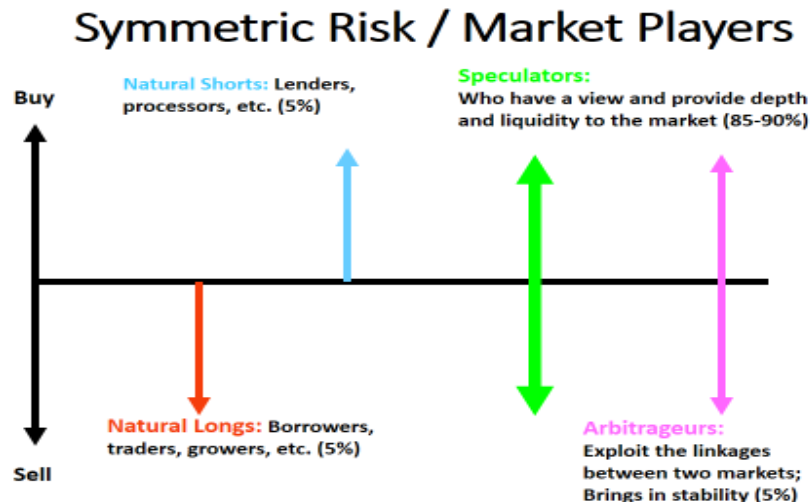 Symmetric Risk / Market Players
Buy
Natural Shorts: Lenders,
processors, etc. (5%)
Speculators:
Who have a view and provide depth
and liquidity to the market (85-90%)
Natural Longs: Borrowers,
traders, growers, etc. (5%)
Sell
Arbitrageurs:
Exploit the linkages
between two markets;
Brings in stability (5%)